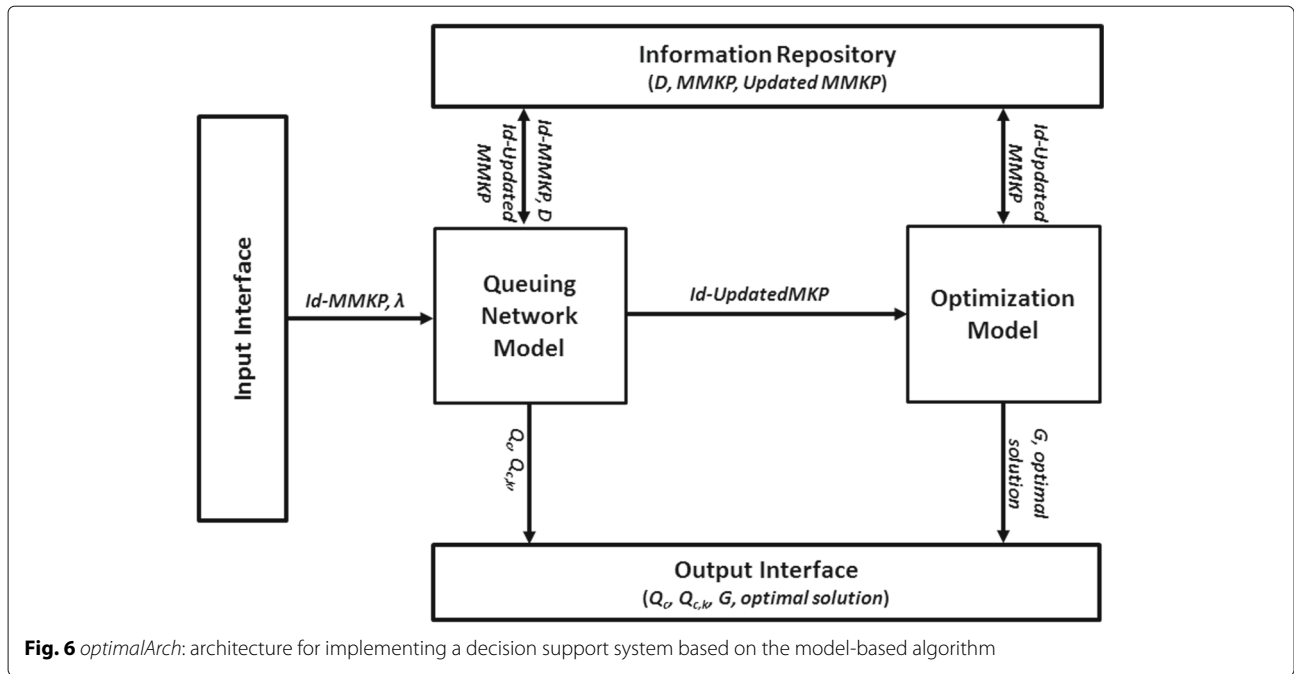 Information Repository
(D, MMKP, Updated MMKP)
Id-MMKP, D
Id-Updated
MMKP
Id-Updated
MMKP
Input Interface
Id-MMKP, λ
Queuing
Network
Model
Id-UpdatedMKP
Optimization
Model
Qc, Qc,k,
G, optimal
solution
Output Interface
(Qc, Qc,k, G, optimal solution)
Fig. 6 optimalArch: architecture for implementing a decision support system based on the model-based algorithm